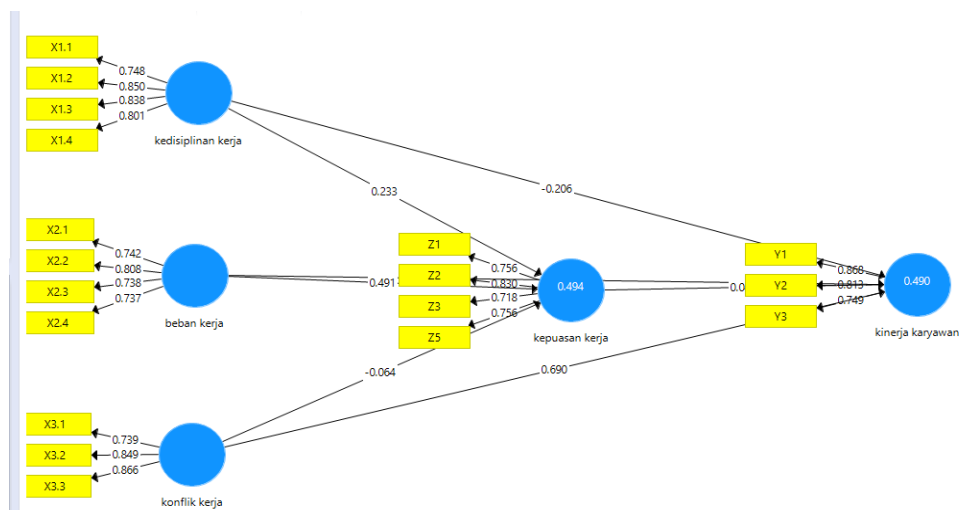 X1.1
X1.2
X1.3
X1.4
0.748
0.850
0.838
0.801
kedisiplinan kerja
0.233
-0.206
X2.1
X2.2
X2.3
X2.4
0.742
0.808
0.738
0.737
beban kerja
0.491
Z1
Z2
Z3
Z5
0.756
0.830
0.718
0.756
0.494
kepuasan kerja
Y1
Y2
Y3
0.868
0.813
0.749
0.490
kinerja karyawan
-0.064
0.690
X3.1
X3.2
X3.3
0.739
0.849
0.866
konflik kerja